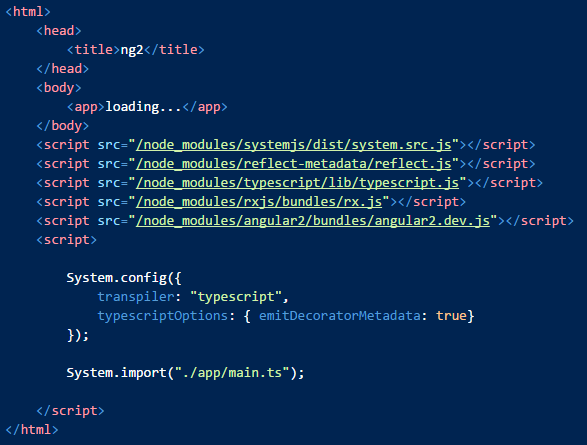 <html>
    <head>
        <title>ng2</title>
    </head>
    <body>
        <app>loading...</app>
    </body>
    <script src="/node_modules/systemjs/dist/system.src.js"></script>
    <script src="/node_modules/reflect-metadata/reflect.js"></script>
    <script src="/node_modules/typescript/lib/typescript.js"></script>
    <script src="/node_modules/rxjs/bundles/rx.js"></script>
    <script src="/node_modules/angular2/bundles/angular2.dev.js"></script>
    <script>

        System.config({
            transpiler: "typescript",
            typescriptOptions: { emitDecoratorMetadata: true}
        });

        System.import("./app/main.ts");

    </script>
</html>